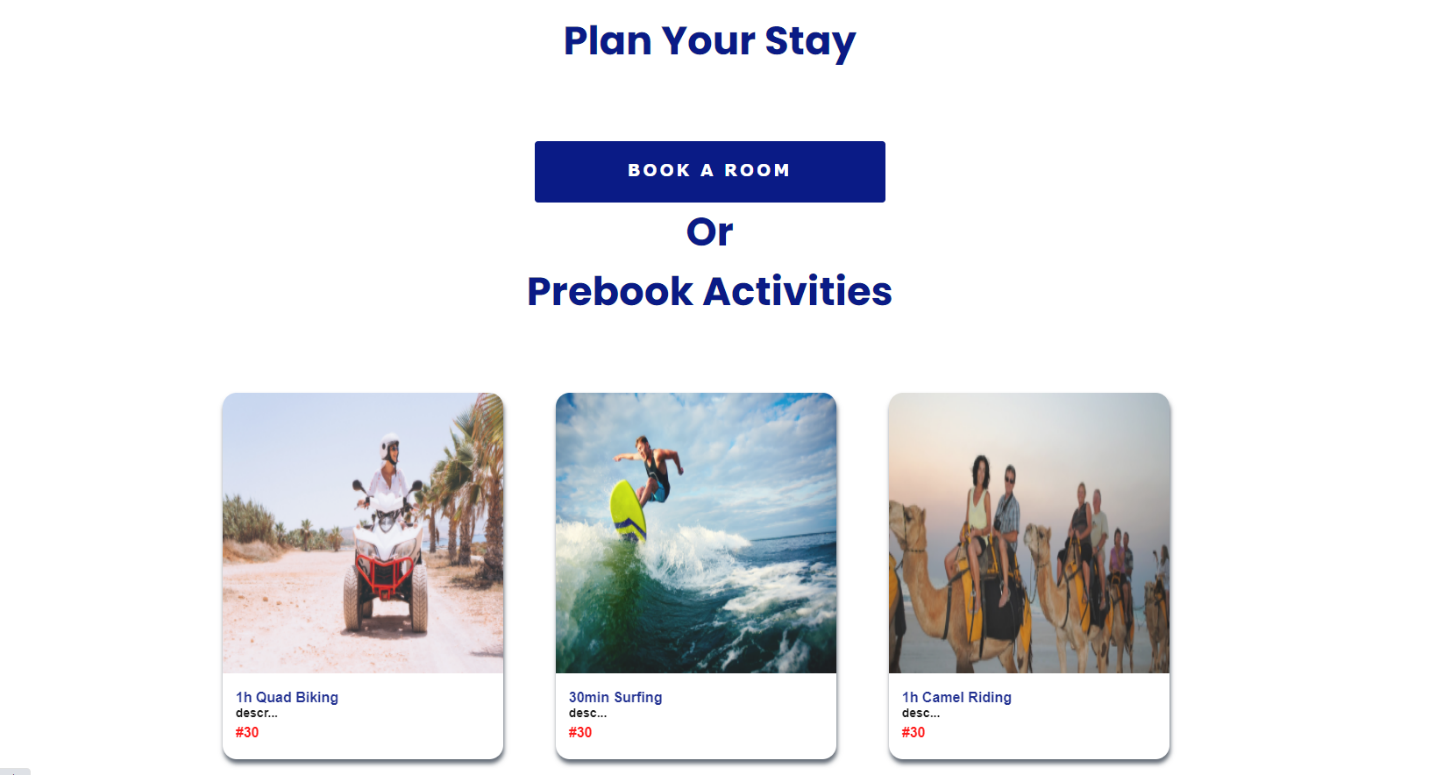 Plan Your Stay
BOOK A ROOM
Or
Prebook Activities
1h Quad Biking
descr...
#30
30min Surfing
desc...
#30
1h Camel Riding
desc...
#30